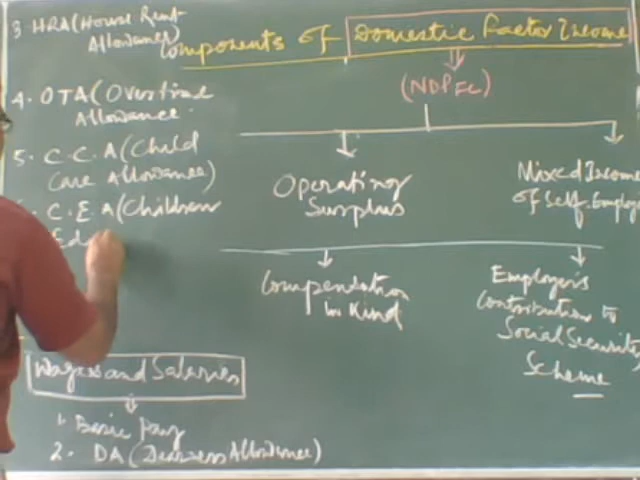 Components of Domestic Factor Income
(NDPFC)
3 HRA (House Rent
Allowance)
4. OTA (Overtime
Allowance
5. C.C.A (Child
Care Allowance)
C.E.A (Children
Ed
Operating
Surplus
Mixed Income
of Self Employ
Compensation
in Kind
Employer's
Contribution to
Social Security
Scheme
Wages and Salaries
1. Basic Pay
2. DA (Dearness Allowance)